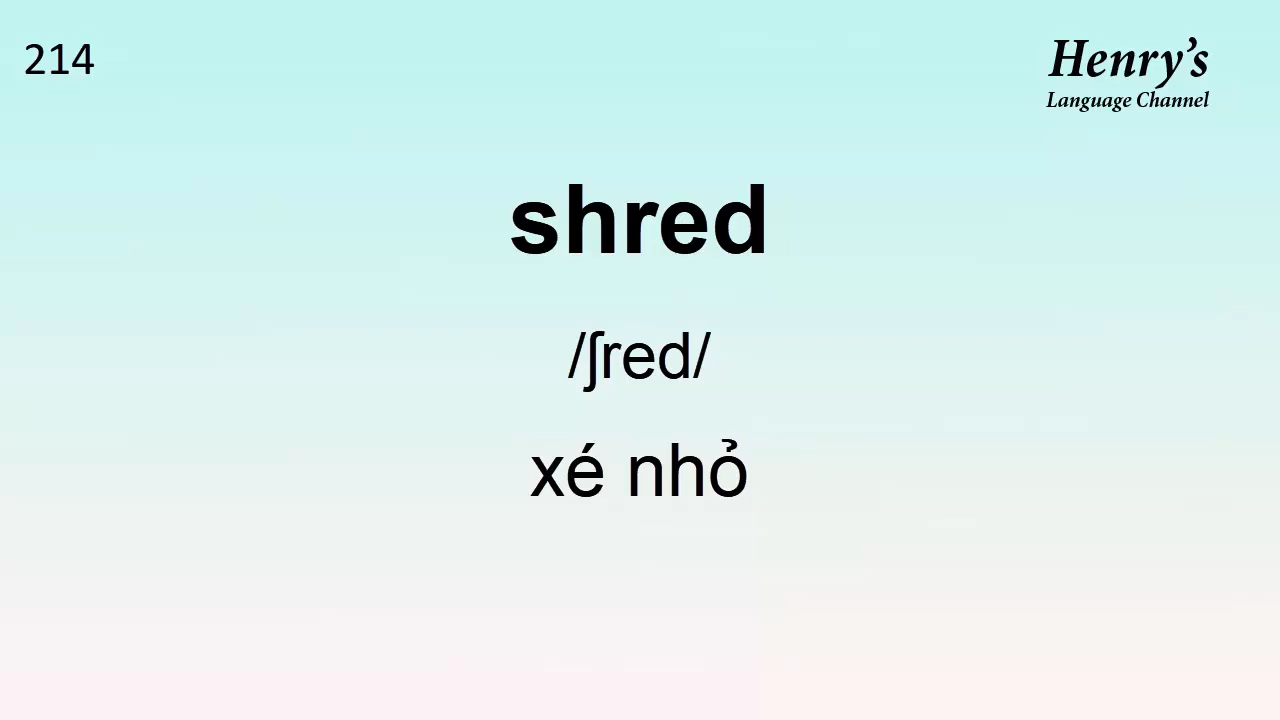 214
Henry's
Language Channel
shred
/ʃred/
xé nhỏ